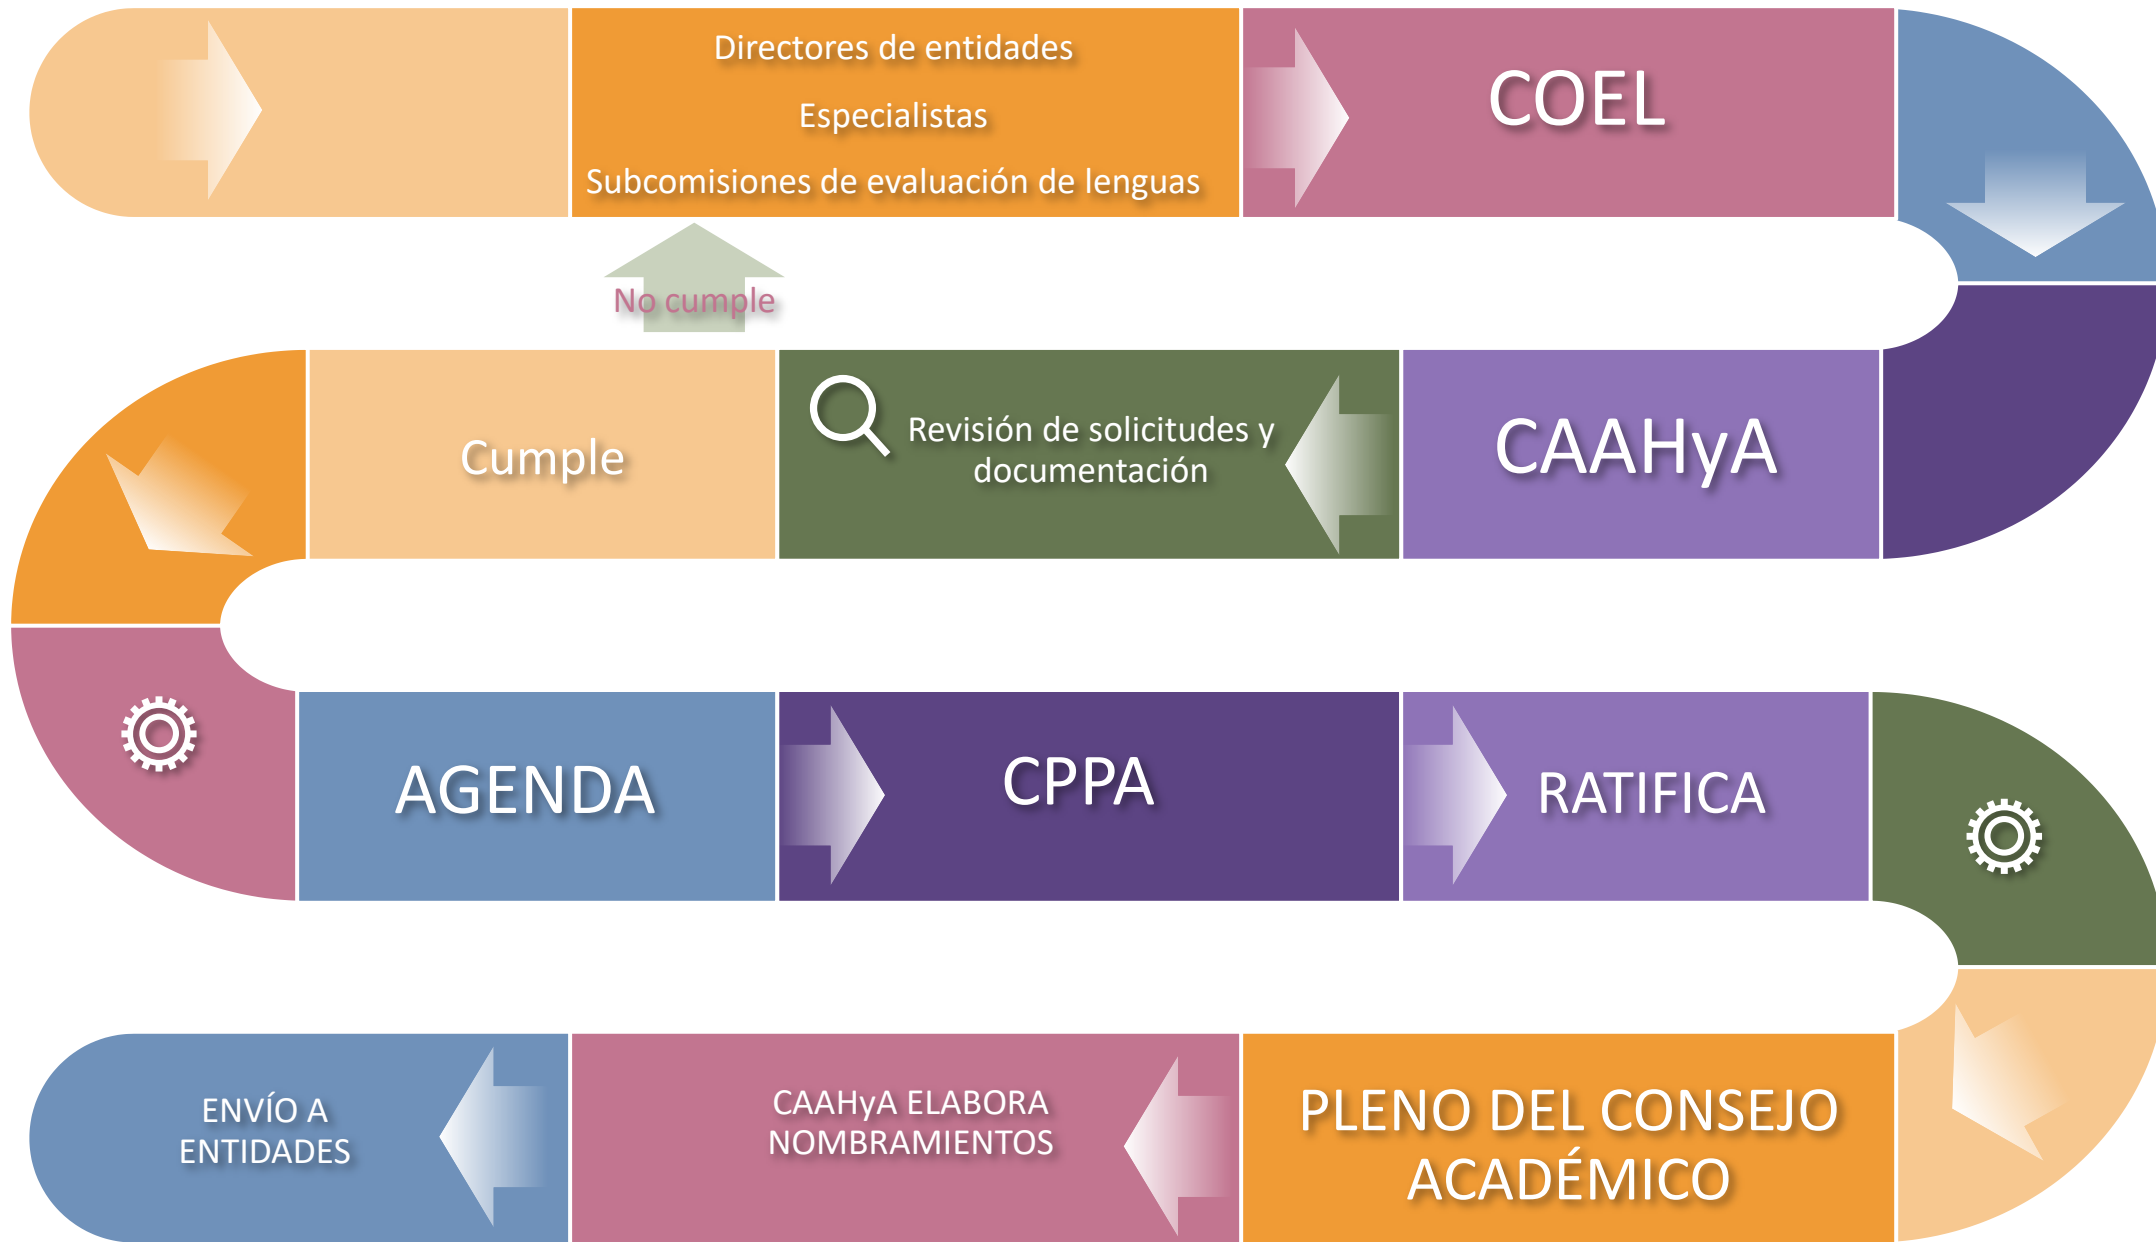 Directores de entidades
Especialistas
Subcomisiones de evaluación de lenguas
COEL
No cumple
Cumple
Revisión de solicitudes y
documentación
CAAHyA
AGENDA
CPPA
RATIFICA
ENVÍO A
ENTIDADES
CAAHyA ELABORA
NOMBRAMIENTOS
PLENO DEL CONSEJO
ACADÉMICO